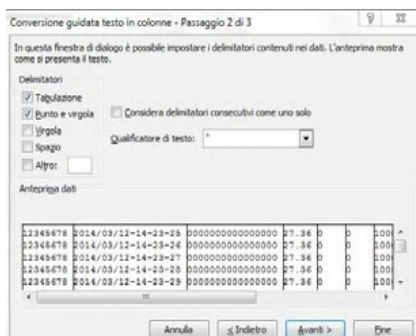 Conversione guidata testo in colonne - Passaggio 2 di 3
In questa finestra di dialogo è possibile impostare i delimitatori contenuti nei dati. L'anteprima mostra
come si presenta il testo.
Delimitatori
Tabulazione
Punto e virgola
Virgola
Spazio
Altro:
Considera delimitatori consecutivi come uno solo
Qualificatore di testo: "
Anteprima dati
12345678 2014/03/12-14-23-25 0000000000000000 27.36 0 0 100
12345678 2014/03/12-14-23-26 0000000000000000 27.36 0 0 100
12345678 2014/03/12-14-23-27 0000000000000000 27.36 0 0 100
12345678 2014/03/12-14-23-28 0000000000000000 27.36 0 0 100
12345678 2014/03/12-14-23-29 0000000000000000 27.36 0 0 100
Annulla < Indietro Avanti > Fine